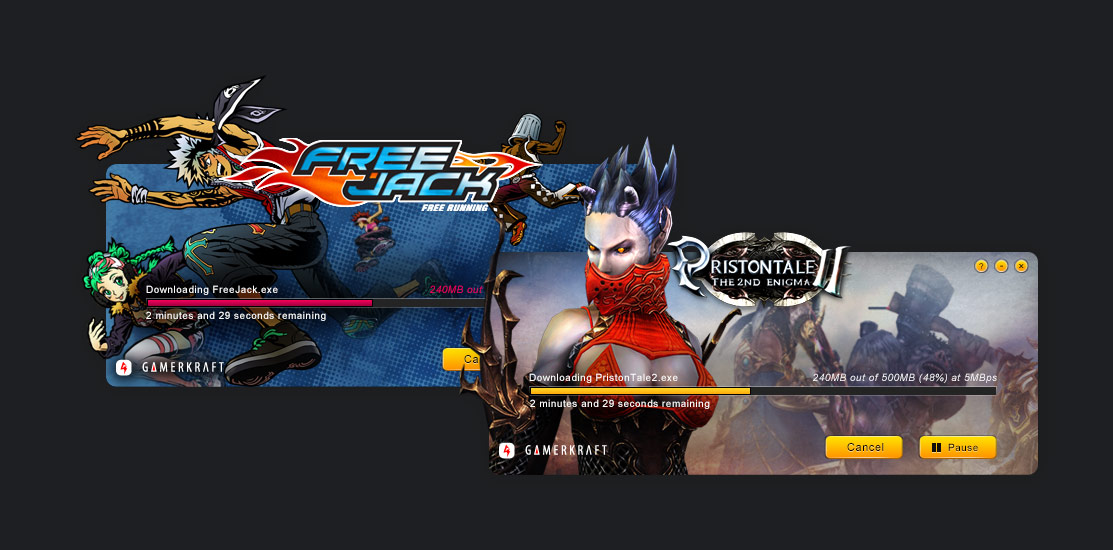 FREE
JACK
FREE RUNNING
Downloading FreeJack.exe
240MB out
2 minutes and 29 seconds remaining
4 GAMERKRAFT
Ca
PRISTONTALE II
THE 2ND ENIGMA
? - ×
Downloading PristonTale2.exe
240MB out of 500MB (48%) at 5MBps
2 minutes and 29 seconds remaining
4 GAMERKRAFT
Cancel
Pause